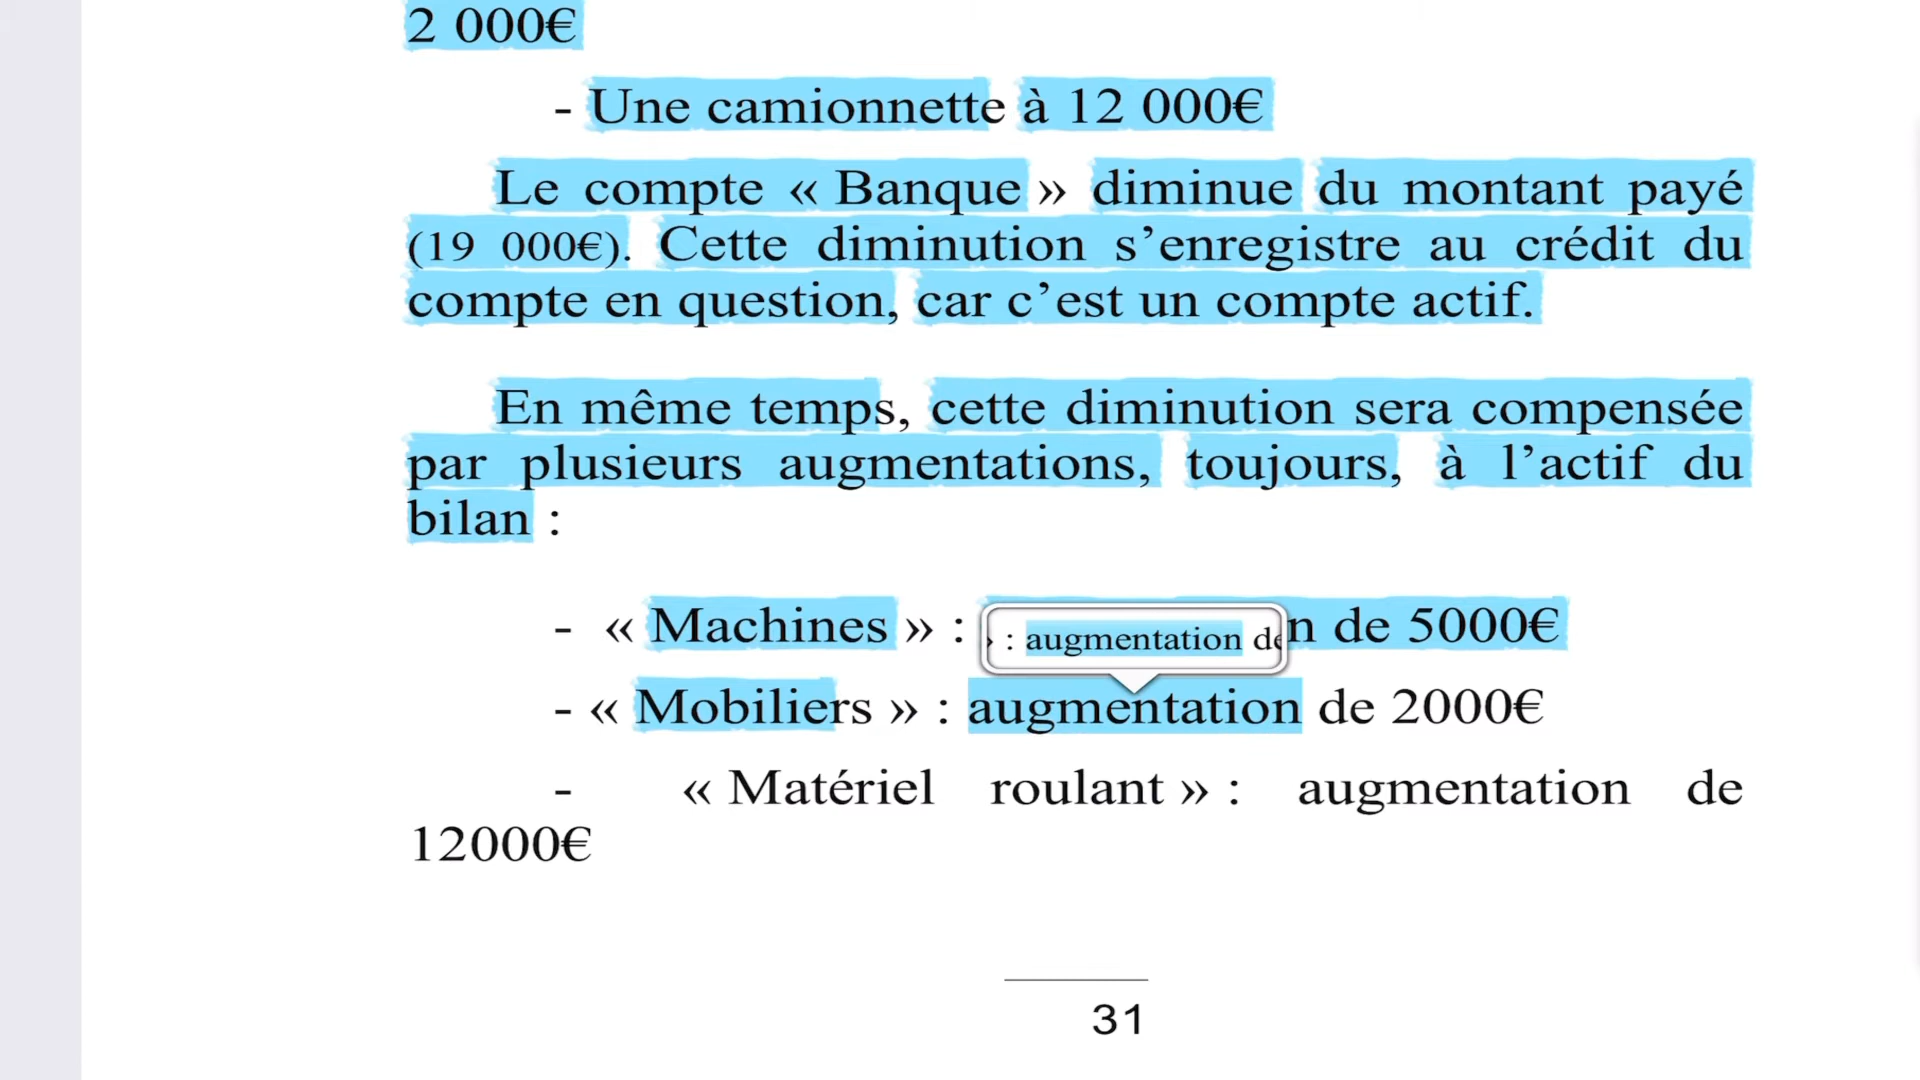 2 000€
- Une camionnette à 12 000€
Le compte « Banque » diminue du montant payé
(19 000€). Cette diminution s’enregistre au crédit du
compte en question, car c’est un compte actif.
En même temps, cette diminution sera compensée
par plusieurs augmentations, toujours, à l’actif du
bilan :
- « Machines » : n de 5000€
: augmentation de
- « Mobiliers » : augmentation de 2000€
- « Matériel roulant » : augmentation de
12000€
31